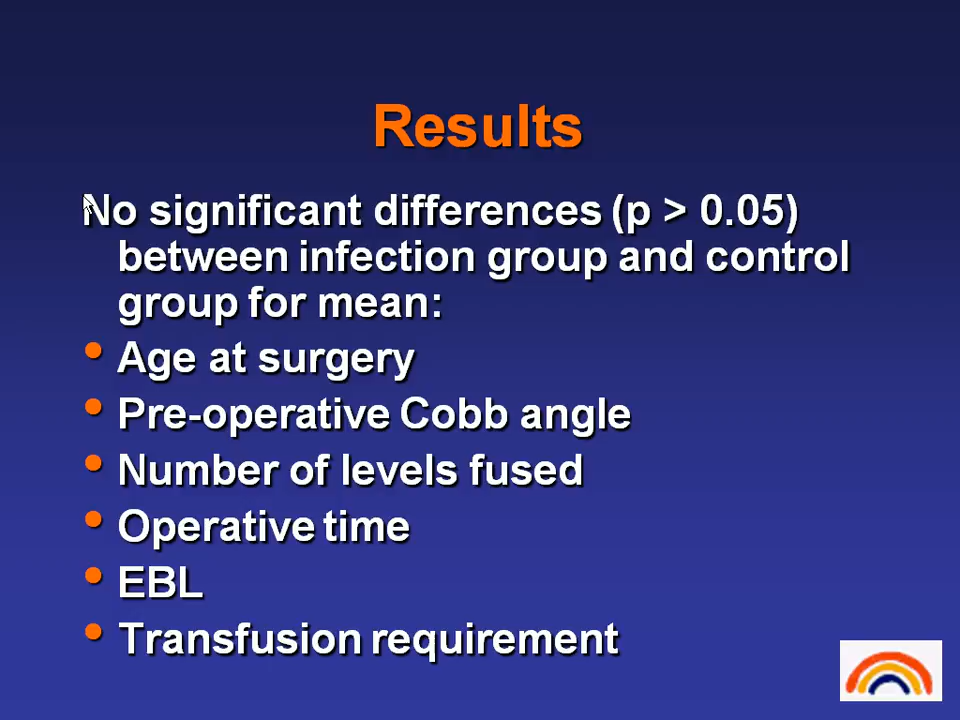 Results
No significant differences (p > 0.05)
between infection group and control
group for mean:
• Age at surgery
• Pre-operative Cobb angle
• Number of levels fused
• Operative time
• EBL
• Transfusion requirement